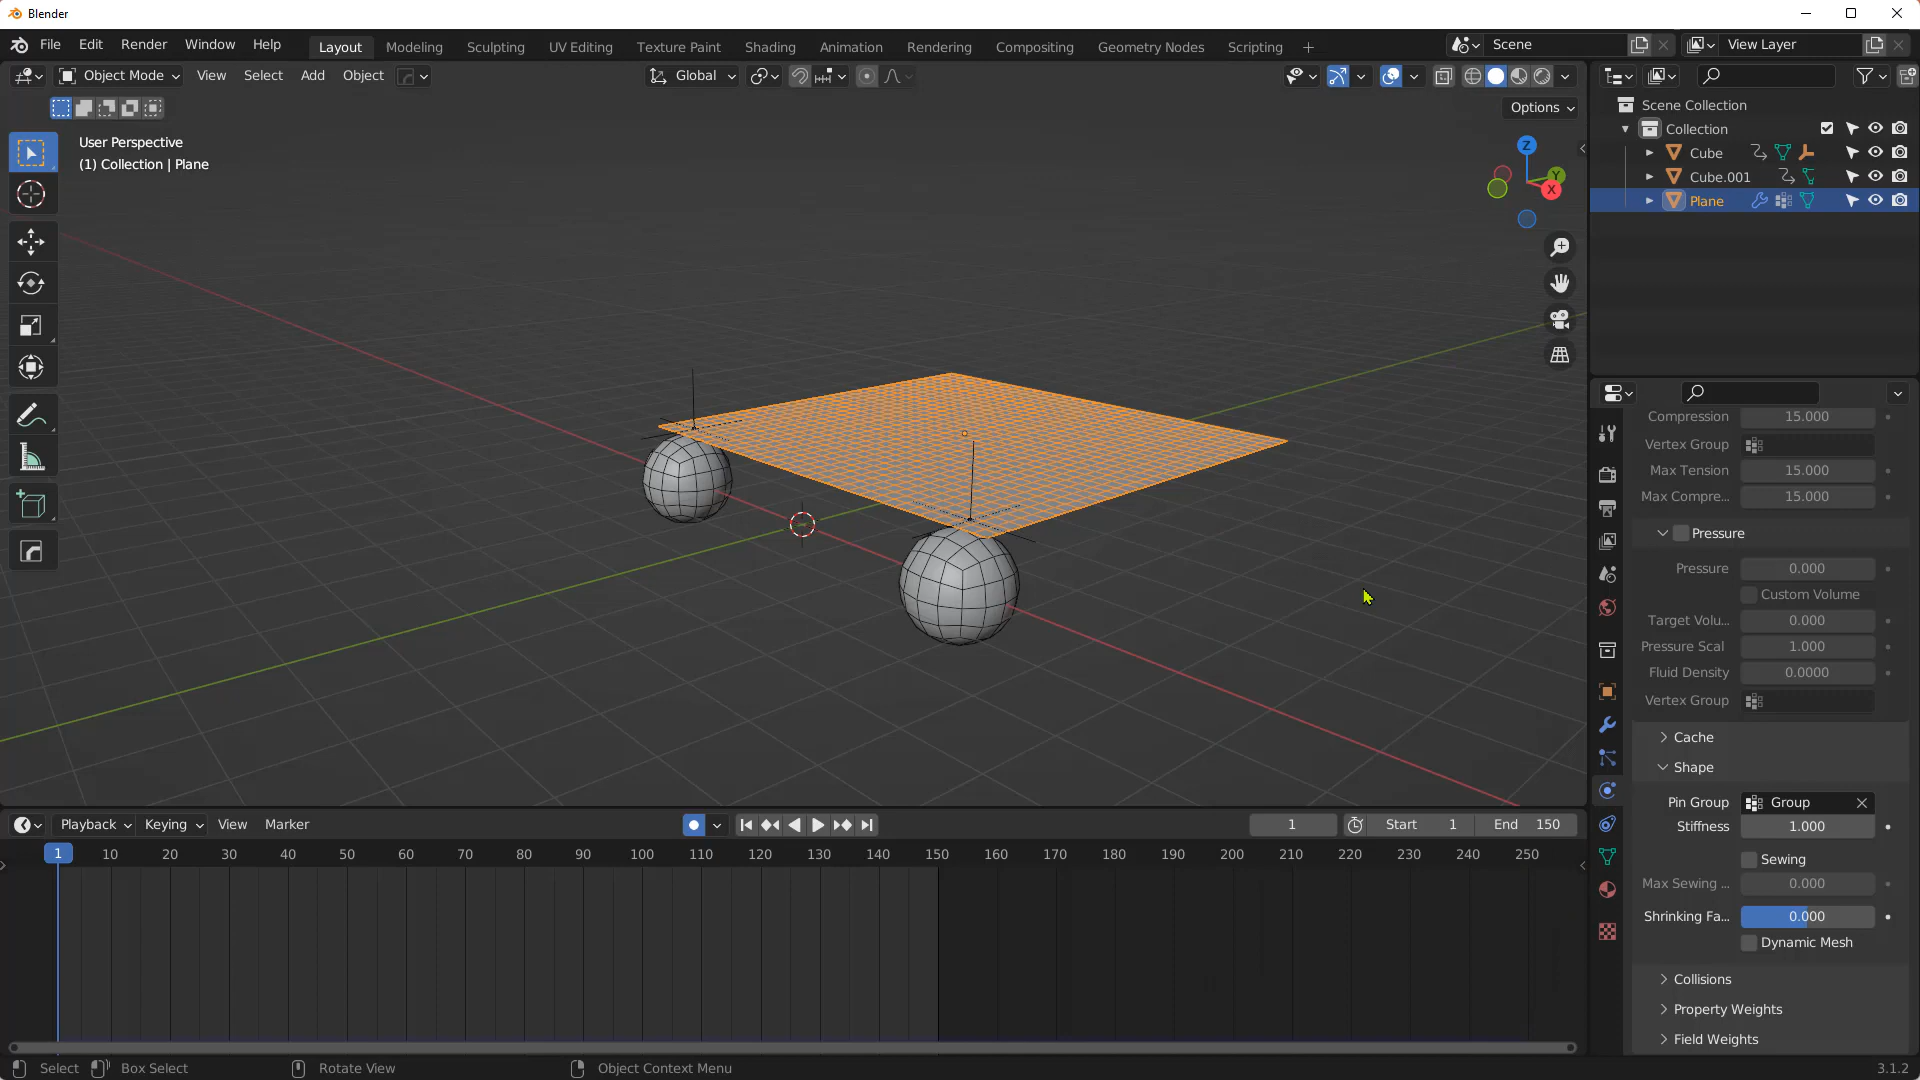 Blender
File Edit Render Window Help Layout Modeling Sculpting UV Editing Texture Paint Shading Animation Rendering Compositing Geometry Nodes Scripting + Scene View Layer
Object Mode View Select Add Object Global
Options
User Perspective
(1) Collection | Plane
Z
Y
X
Scene Collection
Collection
Cube
Cube.001
Plane
Compression 15.000
Vertex Group
Max Tension 15.000
Max Compre... 15.000
Pressure
Pressure 0.000
Custom Volume
Target Volu... 0.000
Pressure Scal 1.000
Fluid Density 0.0000
Vertex Group
Cache
Shape
Pin Group Group
Stiffness 1.000
Sewing
Max Sewing ... 0.000
Shrinking Fa... 0.000
Dynamic Mesh
Collisions
Property Weights
Field Weights
Playback Keying View Marker 1 Start 1 End 150
1 10 20 30 40 50 60 70 80 90 100 110 120 130 140 150 160 170 180 190 200 210 220 230 240 250
Select Box Select Rotate View Object Context Menu 3.1.2